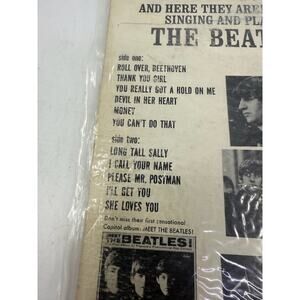 AND HERE THEY ARE
SINGING AND PLA
THE BEAT
side one:
ROLL OVER, BEETHOVEN
THANK YOU GIRL
YOU REALLY GOT A HOLD ON ME
DEVIL IN HER HEART
MONEY
YOU CAN'T DO THAT
side two:
LONG TALL SALLY
I CALL YOUR NAME
PLEASE MR. POSTMAN
I'LL GET YOU
SHE LOVES YOU
Don't miss their first sensational
Capitol album: MEET THE BEATLES!
MEET
THE BEATLES!